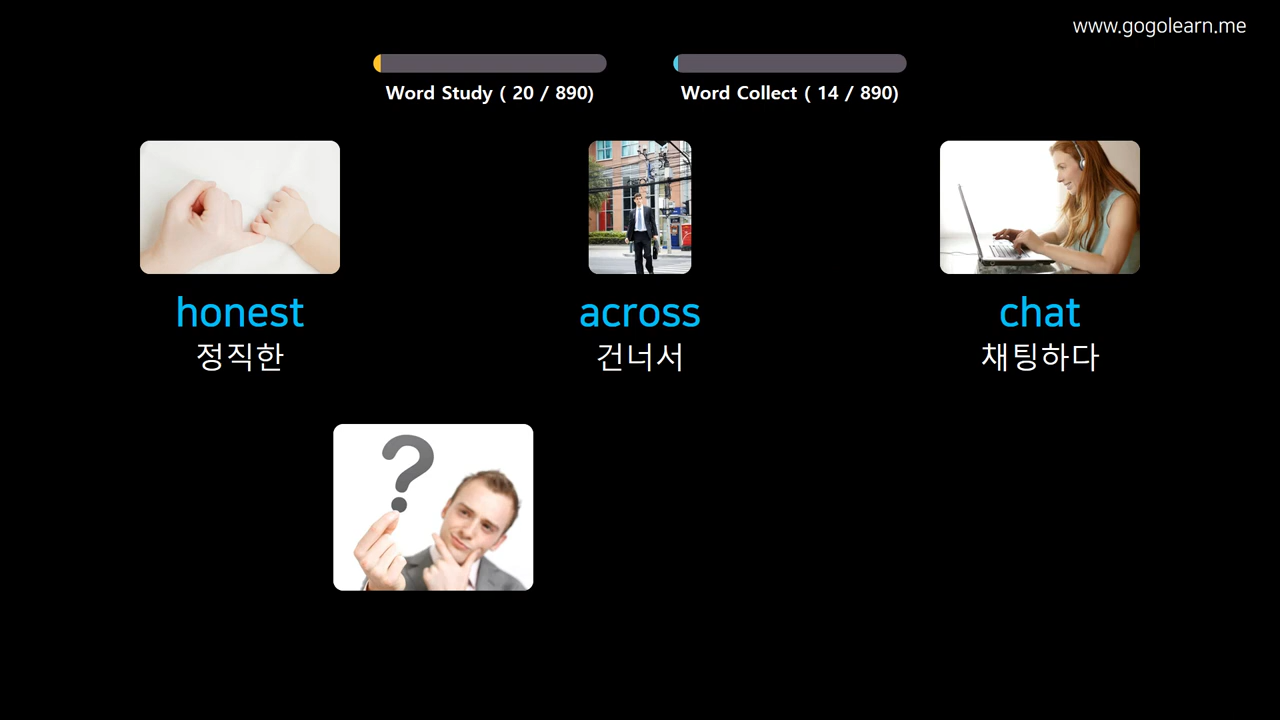 www.gogolearn.me
Word Study ( 20 / 890)
Word Collect ( 14 / 890)
honest
across
chat
정직한
건너서
채팅하다
?